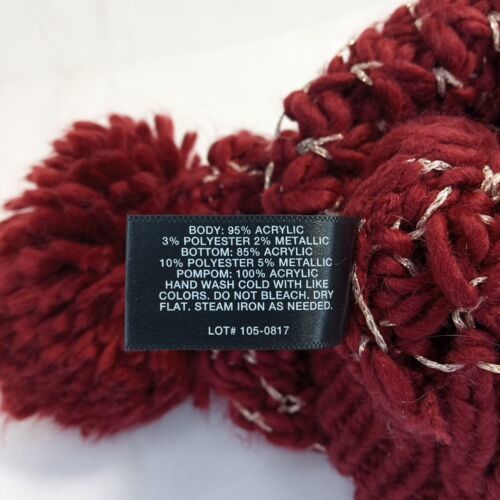 BODY: 95% ACRYLIC
3% POLYESTER 2% METALLIC
BOTTOM: 85% ACRYLIC
10% POLYESTER 5% METALLIC
POMPOM: 100% ACRYLIC
HAND WASH COLD WITH LIKE
COLORS. DO NOT BLEACH. DRY
FLAT. STEAM IRON AS NEEDED.
LOT# 105-0817